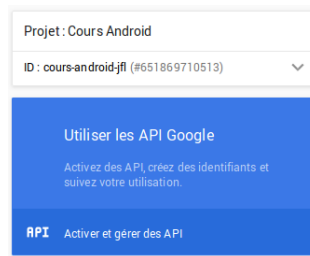 Projet : Cours Android
ID : cours-android-jfl (#651869710513)
Utiliser les API Google
Activez des API, créez des identifiants et
suivez votre utilisation.
API Activer et gérer des API